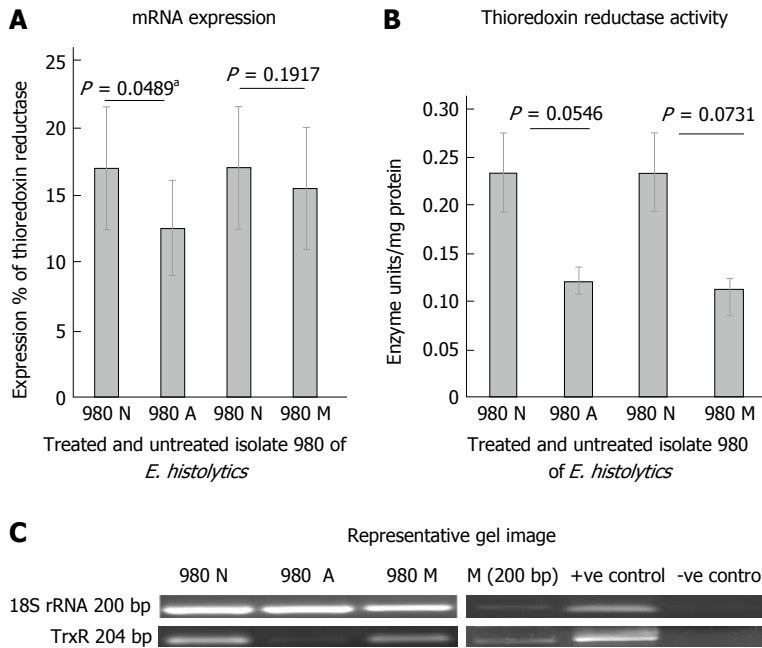 A
mRNA expression
Expression % of thioredoxin reductase
25
20
15
10
5
0
P = 0.0489a
P = 0.1917
980 N 980 A 980 N 980 M
Treated and untreated isolate 980 of
E. histolytics
B
Thioredoxin reductase activity
Enzyme units/mg protein
0.30
0.25
0.20
0.15
0.10
0.05
0
P = 0.0546
P = 0.0731
980 N 980 A 980 N 980 M
Treated and untreated isolate 980
of E. histolytics
C
Representative gel image
980 N 980 A 980 M M (200 bp) +ve control -ve control
18S rRNA 200 bp
TrxR 204 bp